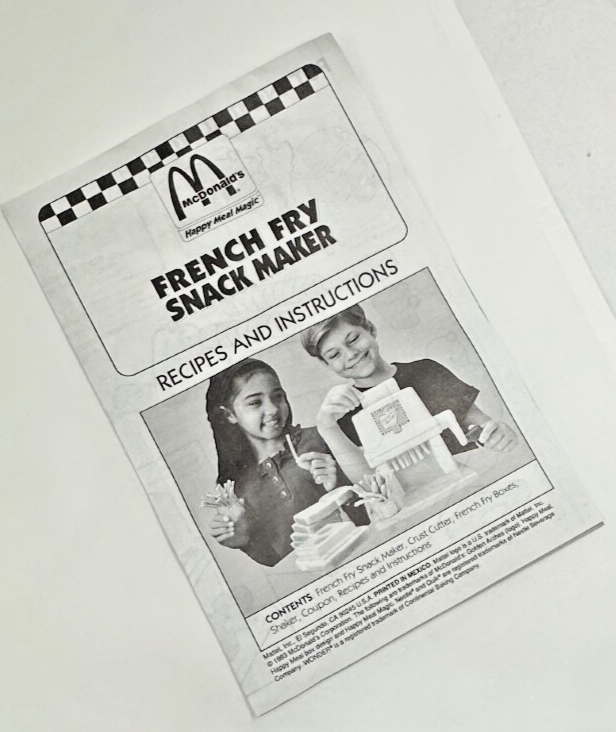 McDonald's®
Happy Meal Magic™
FRENCH FRY
SNACK MAKER
RECIPES AND INSTRUCTIONS
CONTENTS: French Fry Snack Maker, Crust Cutter, French Fry Boxes,
Shaker, Coupon, Recipes and Instructions
Mattel, Inc., El Segundo, CA 90245 U.S.A. PRINTED IN MEXICO. Mattel logo is a U.S. trademark of Mattel, Inc.
© 1993 McDonald's Corporation. The following are trademarks of McDonald's: Golden Arches (logo), Happy Meal,
Happy Meal box design and Happy Meal Magic. Nestle® and Quik® are registered trademarks of Nestle Beverage
Company. WONDER® is a registered trademark of Continental Baking Company.